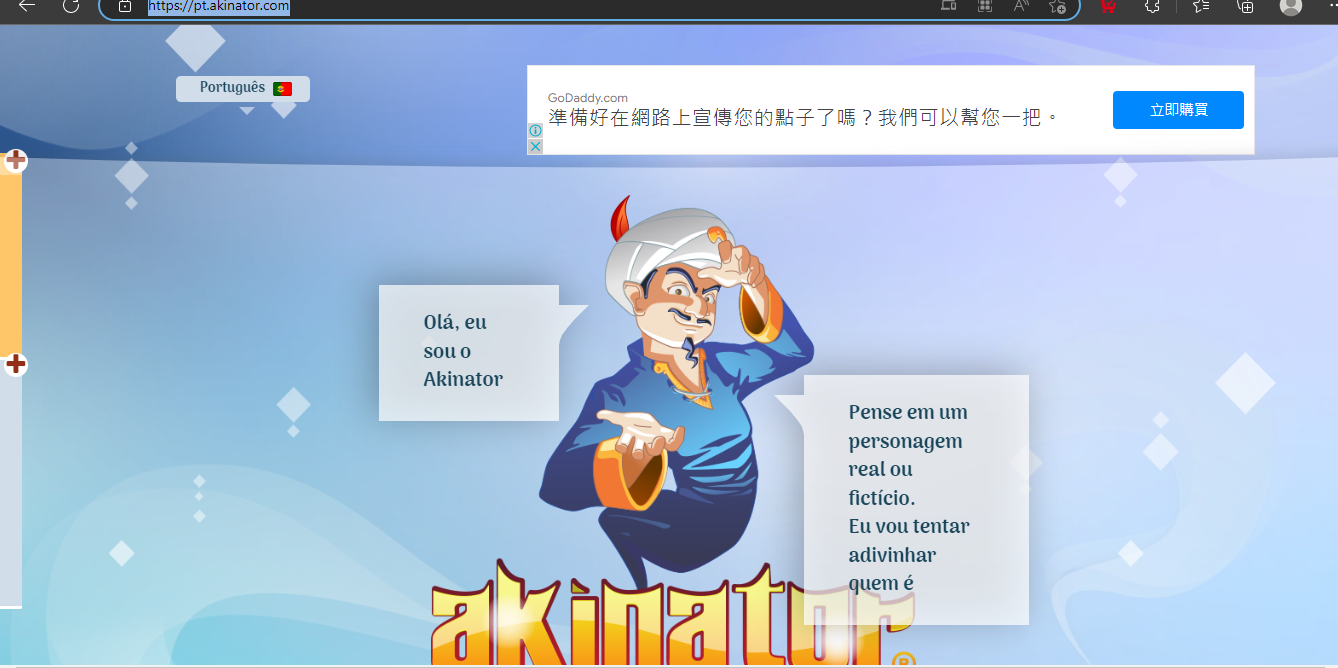 https://pt.akinator.com
Português
GoDaddy.com
準備好在網路上宣傳您的點子了嗎？我們可以幫您一把。
立即購買
Olá, eu
sou o
Akinator
Pense em um
personagem
real ou
fictício.
Eu vou tentar
adivinhar
quem é
akinator